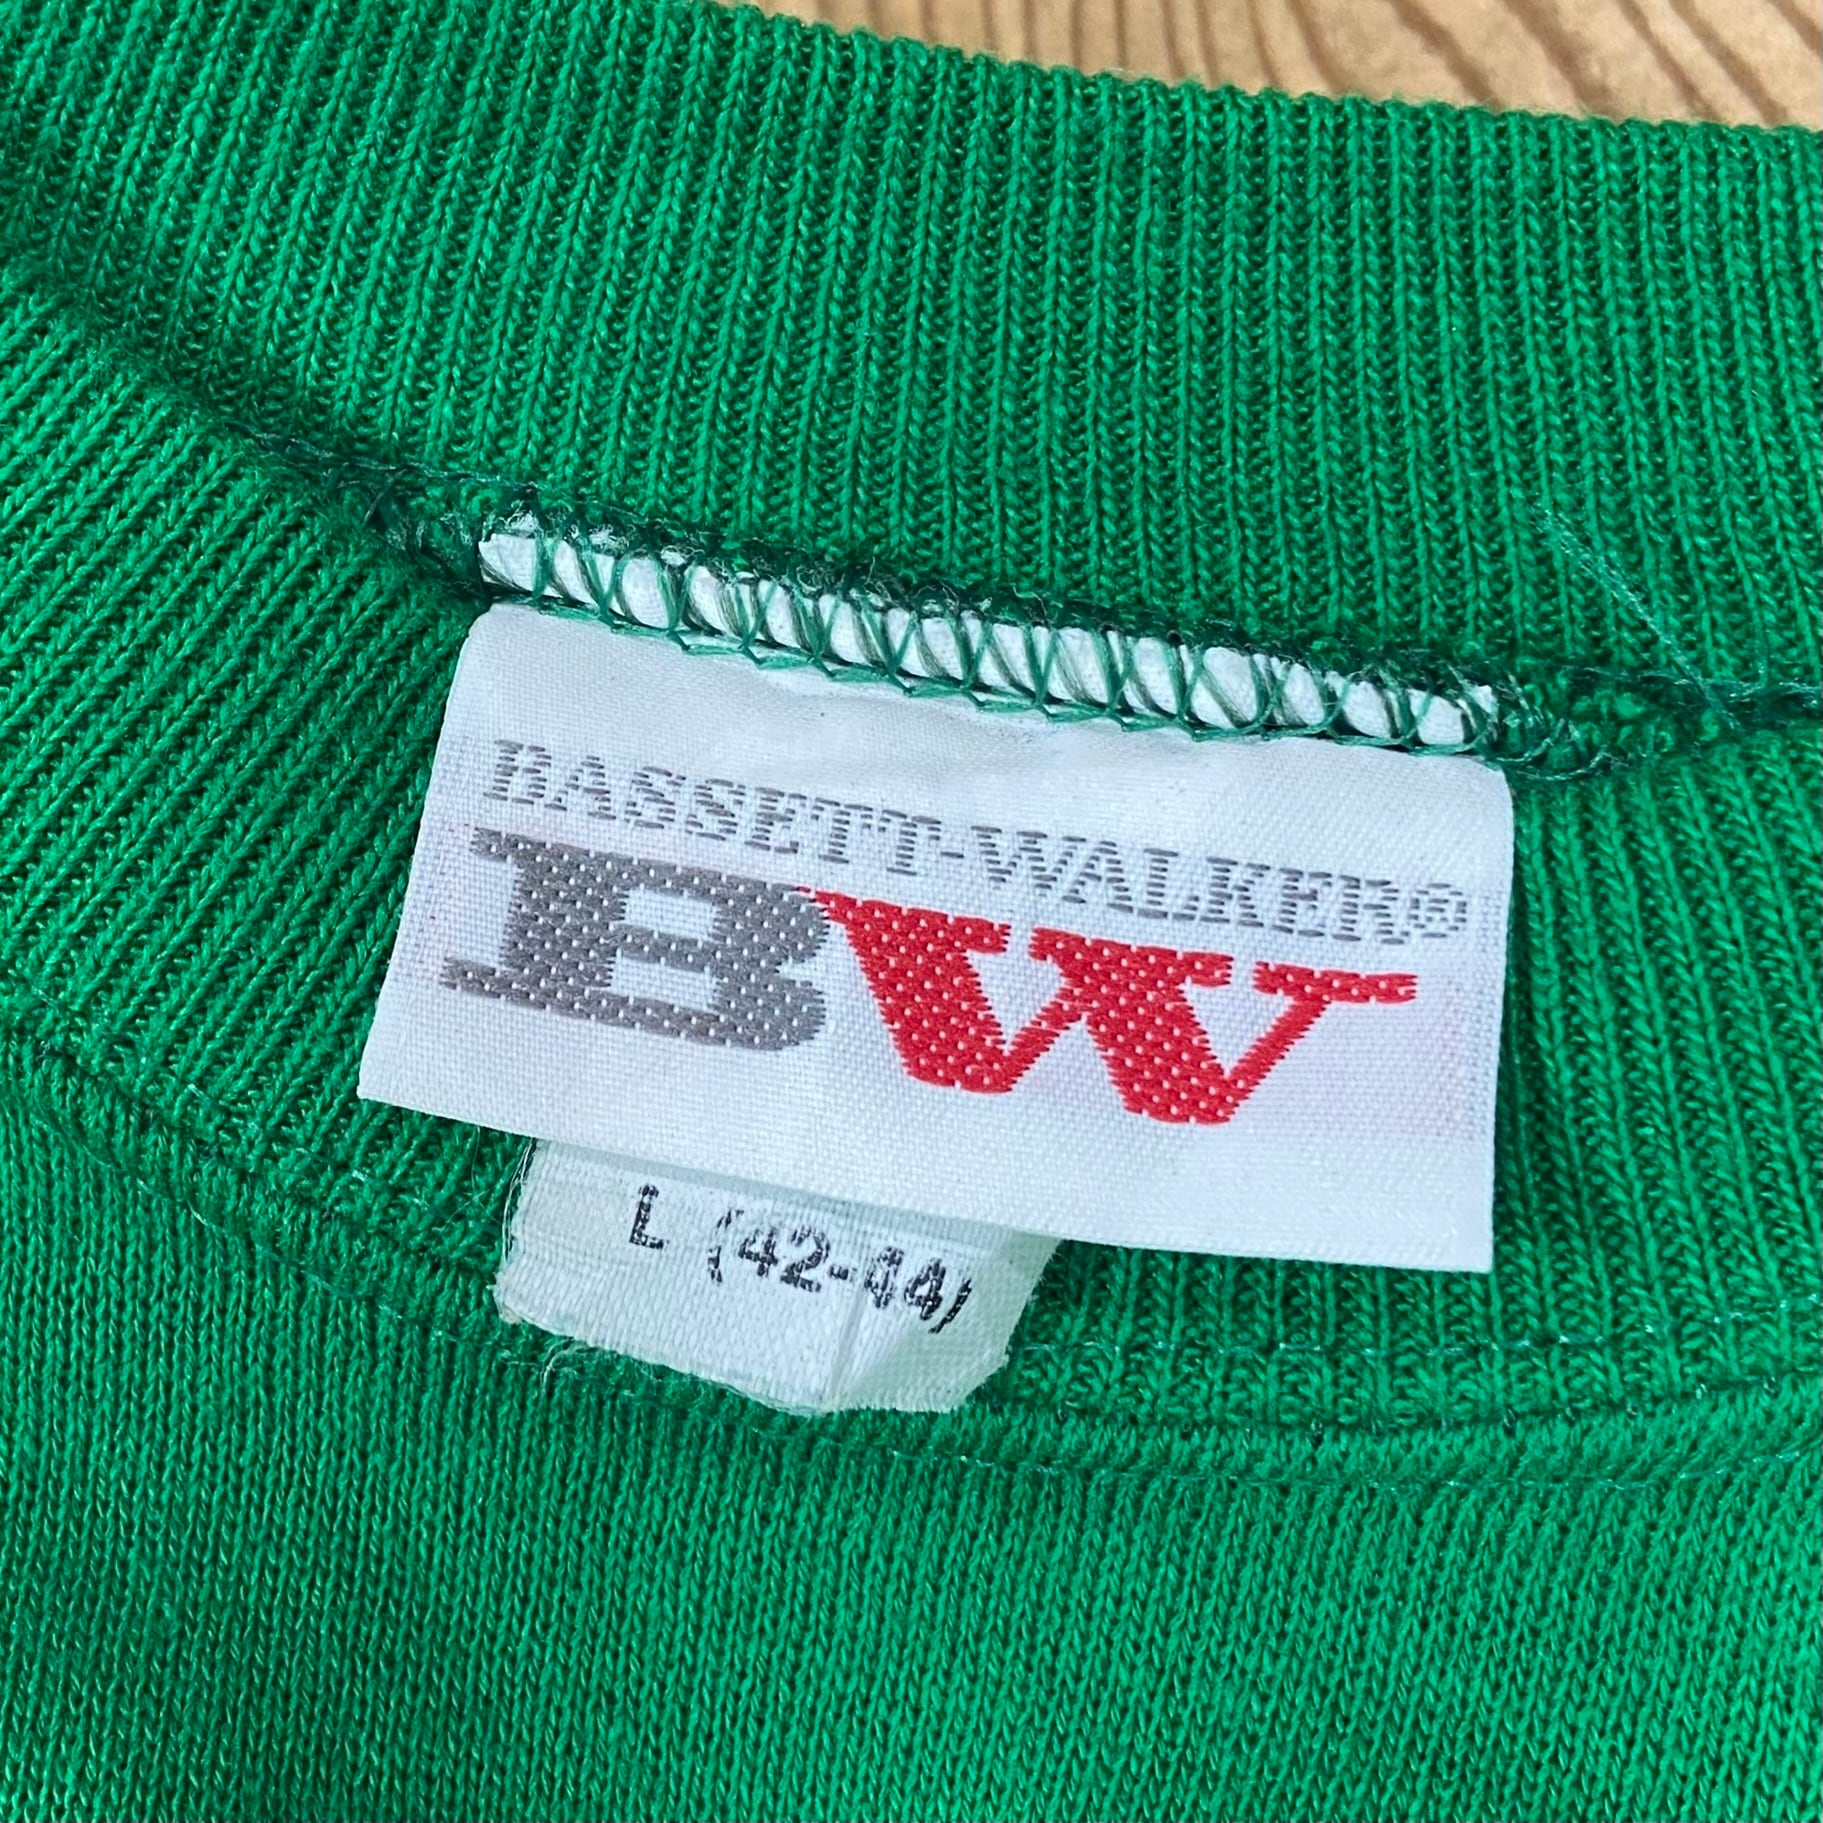 BASSETT-WALKER®
BW
L (42-44)